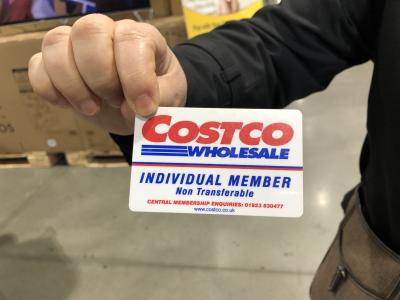 COSTCO
WHOLESALE
INDIVIDUAL MEMBER
Non Transferable
CENTRAL MEMBERSHIP ENQUIRIES: 01923 830477
www.costco.co.uk